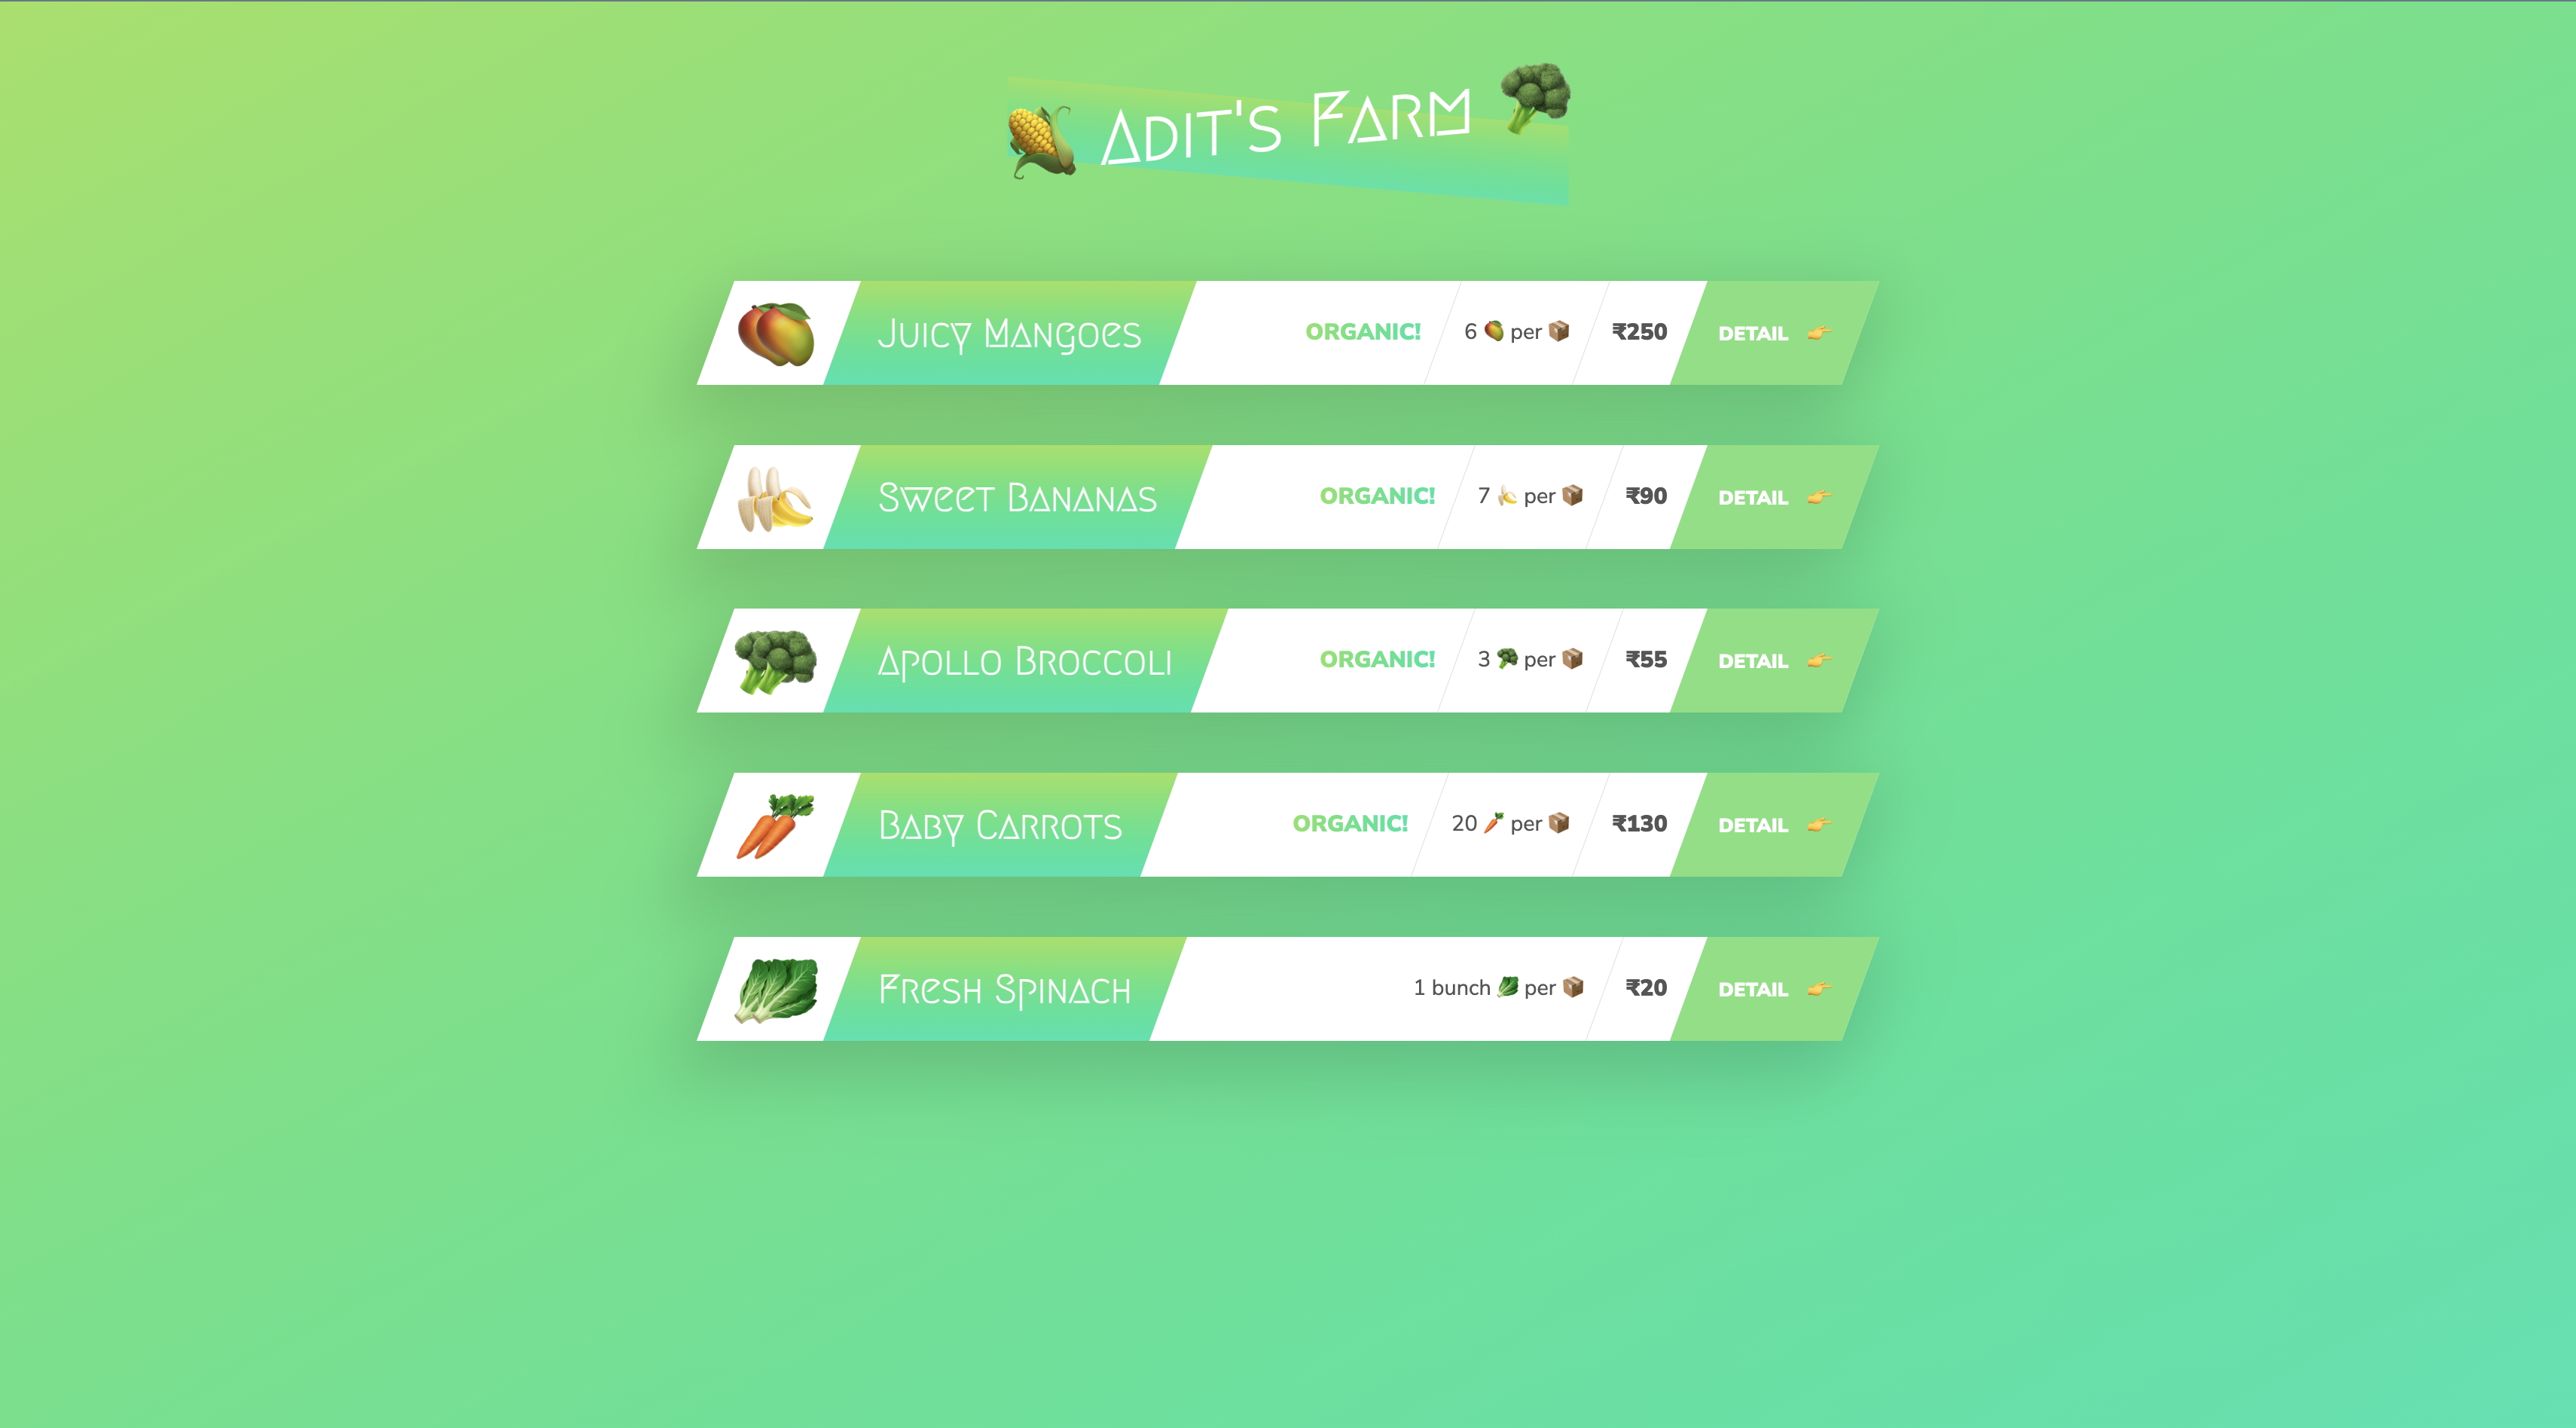 🌽 Adit's Farm 🥦
Juicy Mangoes ORGANIC! 6 🥭 per 📦 ₹250 DETAIL 👉
Sweet Bananas ORGANIC! 7 🍌 per 📦 ₹90 DETAIL 👉
Apollo Broccoli ORGANIC! 3 🥦 per 📦 ₹55 DETAIL 👉
Baby Carrots ORGANIC! 20 🥕 per 📦 ₹130 DETAIL 👉
Fresh Spinach 1 bunch 🥬 per 📦 ₹20 DETAIL 👉